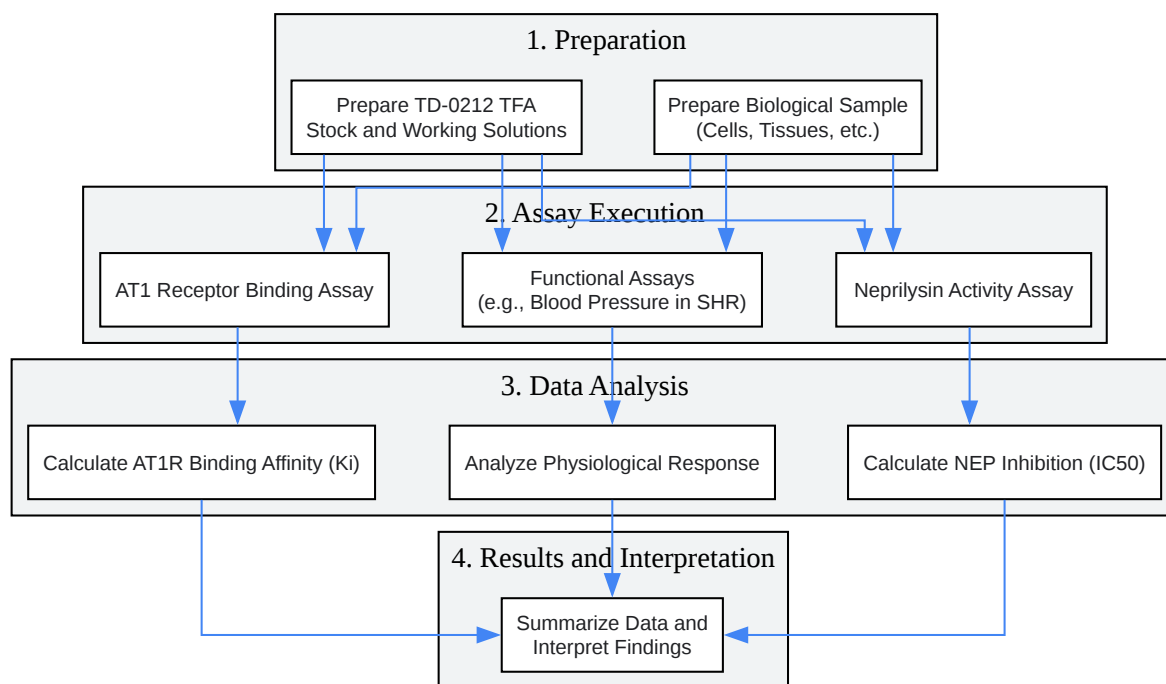 1. Preparation
Prepare TD-0212 TFA
Stock and Working Solutions
Prepare Biological Sample
(Cells, Tissues, etc.)
2. Assay Execution
AT1 Receptor Binding Assay
Functional Assays
(e.g., Blood Pressure in SHR)
Neprilysin Activity Assay
3. Data Analysis
Calculate AT1R Binding Affinity (Ki)
Analyze Physiological Response
Calculate NEP Inhibition (IC50)
4. Results and Interpretation
Summarize Data and
Interpret Findings